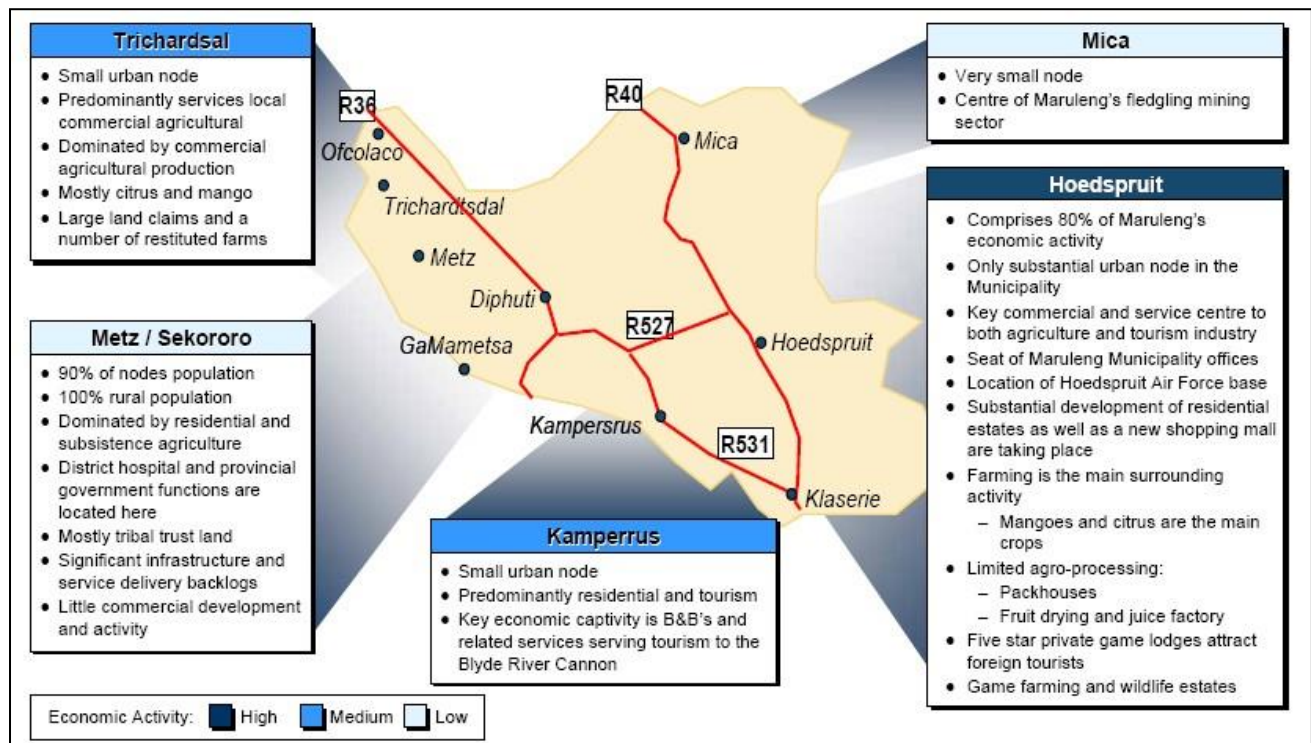 Trichardsal
● Small urban node
● Predominantly services local
commercial agricultural
● Dominated by commercial
agricultural production
● Mostly citrus and mango
● Large land claims and a
number of restituted farms
Metz / Sekororo
● 90% of nodes population
● 100% rural population
● Dominated by residential and
subsistence agriculture
● District hospital and provincial
government functions are
located here
● Mostly tribal trust land
● Significant infrastructure and
service delivery backlogs
● Little commercial development
and activity
R36
Ofcolaco
Trichardtsdal
Metz
Diphuti
GaMametsa
R40
Mica
R527
Hoedspruit
Kampersrus
R531
Klaserie
Kamperrus
● Small urban node
● Predominantly residential and tourism
● Key economic captivity is B&B's and
related services serving tourism to the
Blyde River Cannon
Mica
● Very small node
● Centre of Maruleng's fledgling mining
sector
Hoedspruit
● Comprises 80% of Maruleng's
economic activity
● Only substantial urban node in the
Municipality
● Key commercial and service centre to
both agriculture and tourism industry
● Seat of Maruleng Municipality offices
● Location of Hoedspruit Air Force base
● Substantial development of residential
estates as well as a new shopping mall
are taking place
● Farming is the main surrounding
activity
– Mangoes and citrus are the main
crops
● Limited agro-processing:
– Packhouses
– Fruit drying and juice factory
● Five star private game lodges attract
foreign tourists
● Game farming and wildlife estates
Economic Activity: High Medium Low